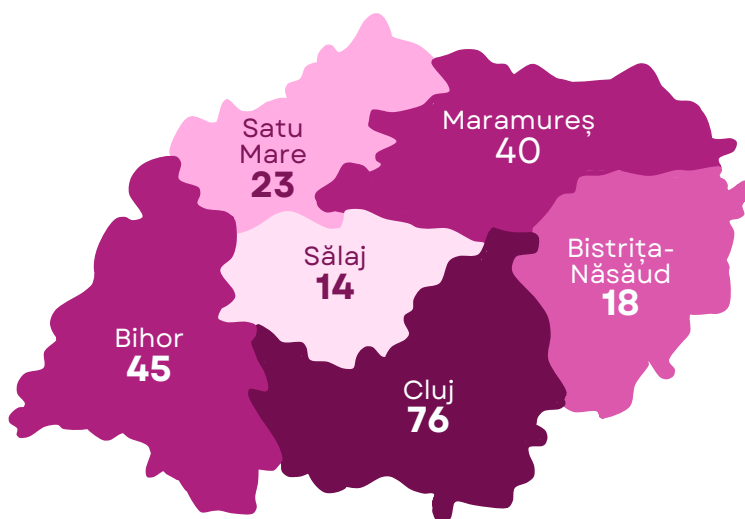 Satu
Mare
23
Maramureș
40
Sălaj
14
Bistrița-
Năsăud
18
Bihor
45
Cluj
76